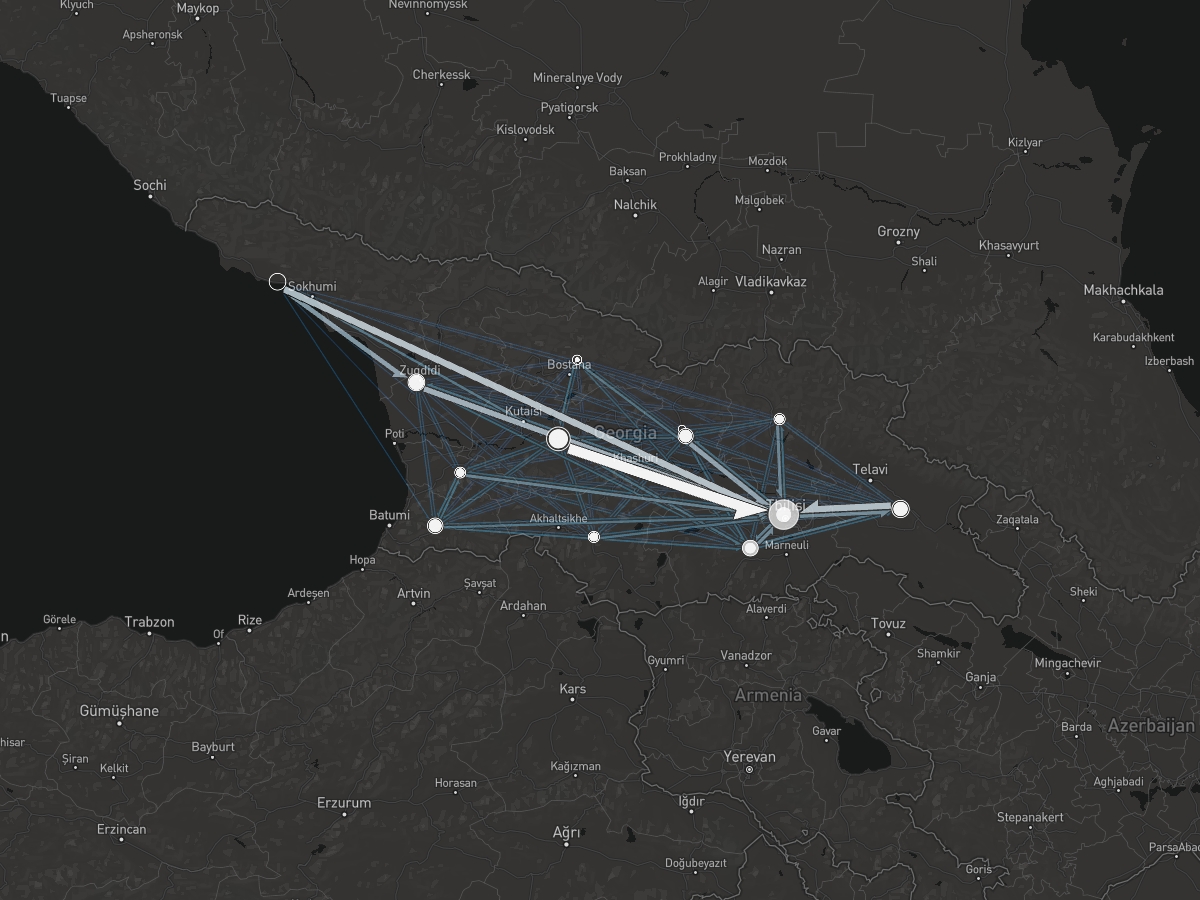 Klyuch
Maykop
Nevinnomyssk
Apsheronsk
Cherkessk
Mineralnye Vody
Tuapse
Pyatigorsk
Kislovodsk
Kizlyar
Prokhladny
Mozdok
Baksan
Sochi
Malgobek
Nalchik
Grozny
Khasavyurt
Nazran
Shali
Alagir
Vladikavkaz
Sokhumi
Makhachkala
Karabudakhkent
Izberbash
Bostana
Zugdidi
Kutaisi
Georgia
Poti
Khashuri
Telavi
Tbilisi
Batumi
Akhaltsikhe
Zaqatala
Marneuli
Hopa
Şavşat
Ardeşen
Artvin
Sheki
Ardahan
Alaverdi
Görele
Trabzon
Rize
Of
Tovuz
n
Vanadzor
Shamkir
Gyumri
Mingachevir
Ganja
Kars
Armenia
Gümüşhane
Gavar
Barda
Azerbaijan
hisar
Bayburt
Şiran
Kelkit
Yerevan
Kağızman
Horasan
Aghjabadi
Erzurum
Iğdır
Stepanakert
Erzincan
Ağrı
ParsaAbac
Doğubeyazıt
Goris